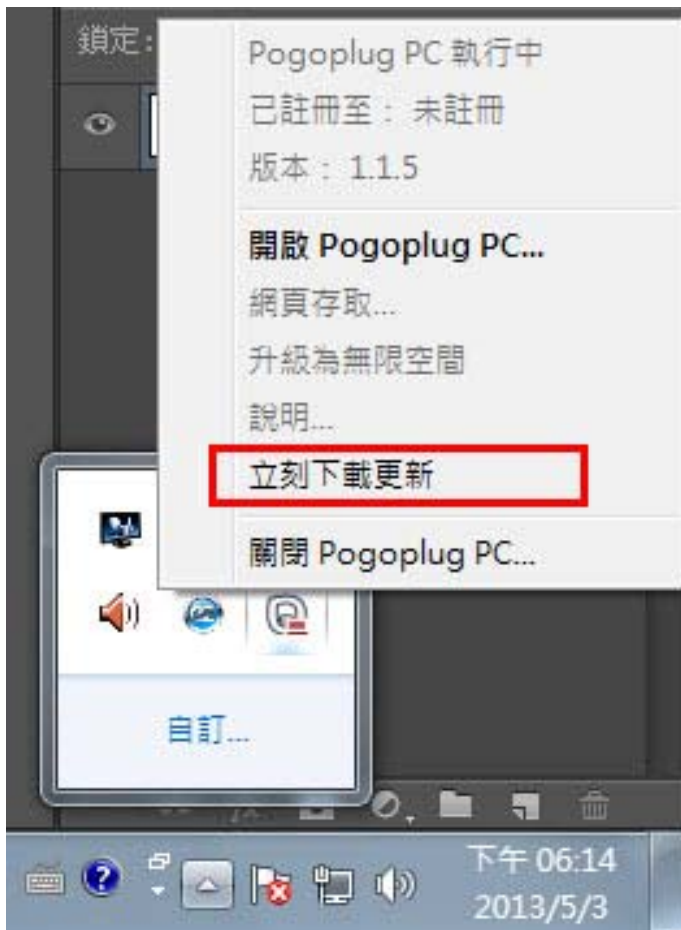 鎖定:
Pogoplug PC 執行中
已註冊至： 未註冊
版本： 1.1.5
開啟 Pogoplug PC...
網頁存取...
升級為無限空間
說明...
立刻下載更新
關閉 Pogoplug PC...
自訂...
下午 06:14
2013/5/3